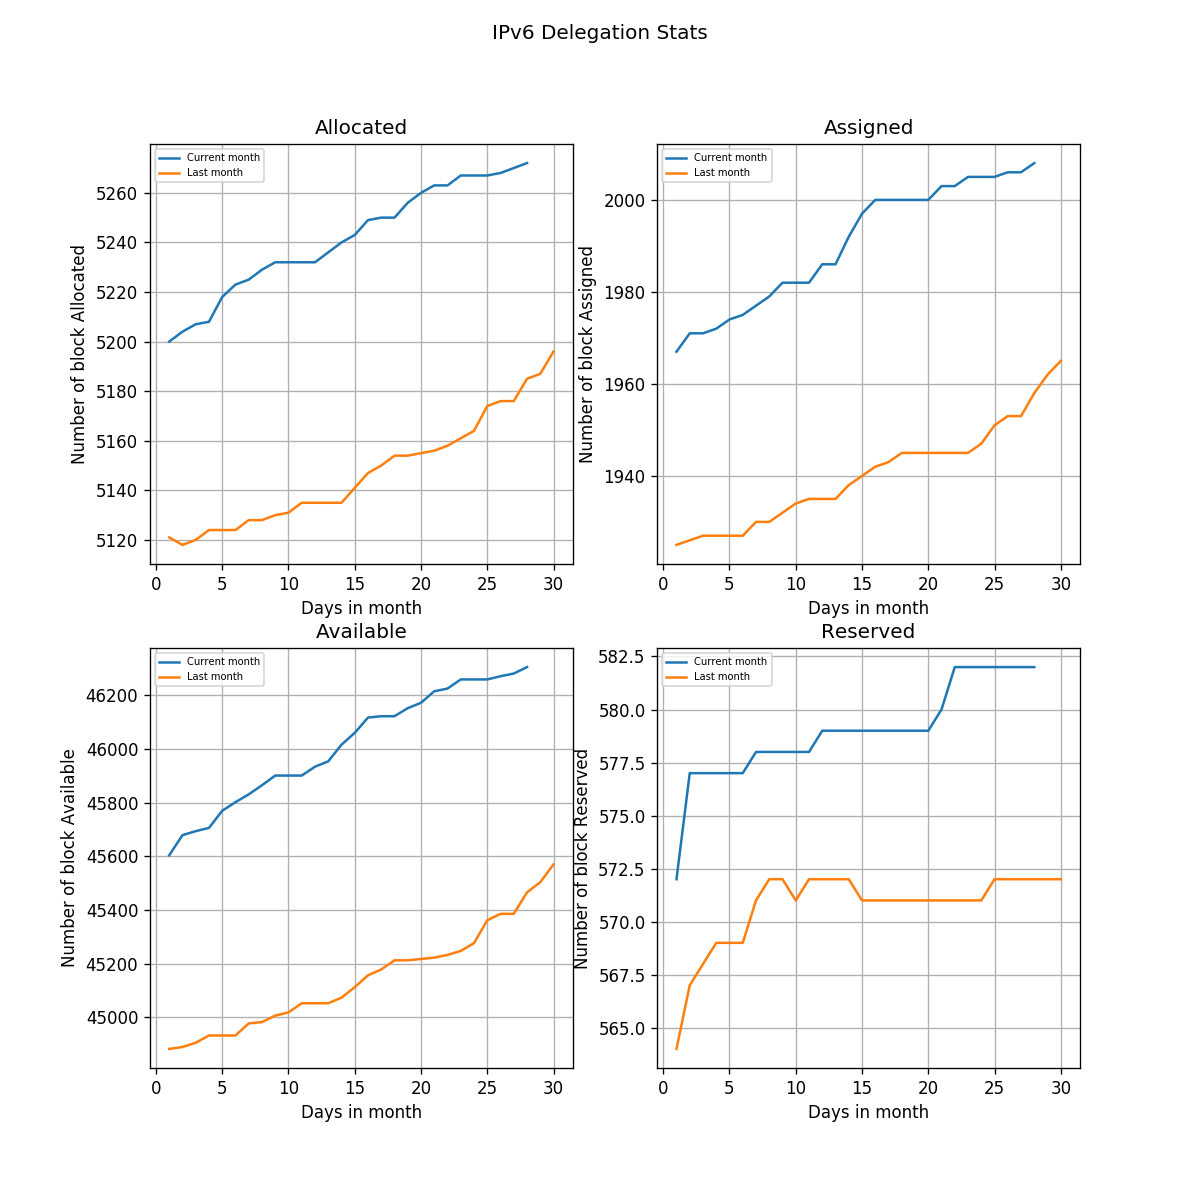 IPv6 Delegation Stats
Allocated
Current month
Last month
Number of block Allocated
5260
5240
5220
5200
5180
5160
5140
5120
0 5 10 15 20 25 30
Days in month
Assigned
Current month
Last month
Number of block Assigned
2000
1980
1960
1940
0 5 10 15 20 25 30
Days in month
Available
Current month
Last month
Number of block Available
46200
46000
45800
45600
45400
45200
45000
0 5 10 15 20 25 30
Days in month
Reserved
Current month
Last month
Number of block Reserved
582.5
580.0
577.5
575.0
572.5
570.0
567.5
565.0
0 5 10 15 20 25 30
Days in month